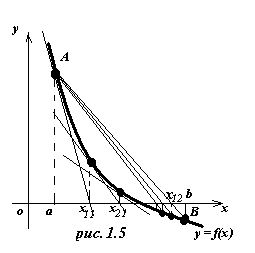 y
A
x₁₂ b
o a x₁₁ x₂₁ B x
y = f(x)
рис. 1.5